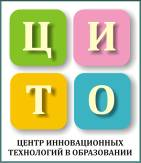 Ц И
Т О
ЦЕНТР ИННОВАЦИОННЫХ
ТЕХНОЛОГИЙ В ОБРАЗОВАНИИ